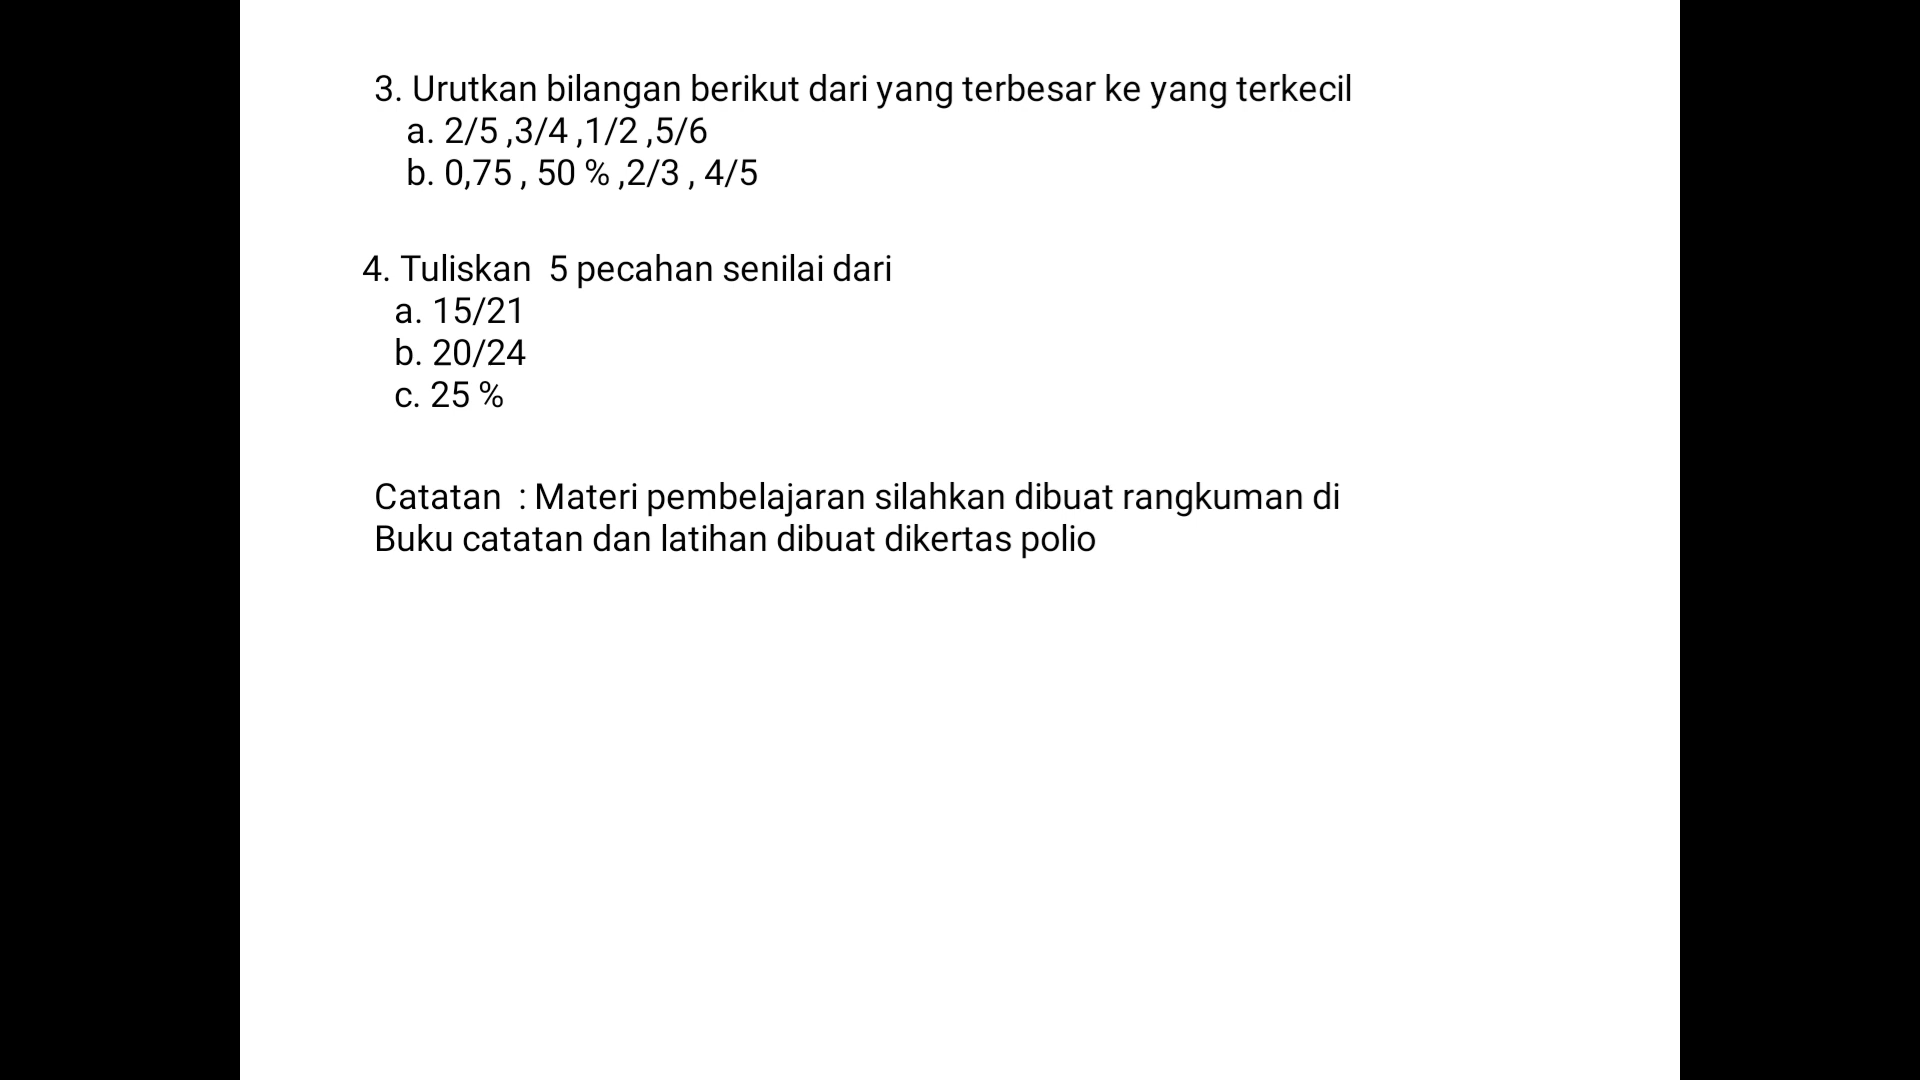 3. Urutkan bilangan berikut dari yang terbesar ke yang terkecil
a. 2/5 ,3/4 ,1/2 ,5/6
b. 0,75 , 50 % ,2/3 , 4/5
4. Tuliskan  5 pecahan senilai dari
a. 15/21
b. 20/24
c. 25 %
Catatan  : Materi pembelajaran silahkan dibuat rangkuman di
Buku catatan dan latihan dibuat dikertas polio